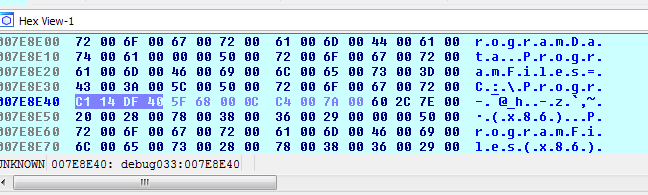 Hex View-1
007E8E00 72 00 6F 00 67 00 72 00 61 00 6D 00 44 00 61 00 r.o.g.r.a.m.D.a.
007E8E10 74 00 61 00 00 00 50 00 72 00 6F 00 67 00 72 00 t.a...P.r.o.g.r.
007E8E20 61 00 6D 00 46 00 69 00 6C 00 65 00 73 00 3D 00 a.m.F.i.l.e.s.=.
007E8E30 43 00 3A 00 5C 00 50 00 72 00 6F 00 67 00 72 00 C.:.\.P.r.o.g.r.
007E8E40 C1 14 DF 40 5F 68 00 0C C4 00 7A 00 60 2C 7E 00 -. @_h..-.z.`,~.
007E8E50 20 00 28 00 78 00 38 00 36 00 29 00 00 00 50 00 .(.x.8.6.)...P.
007E8E60 72 00 6F 00 67 00 72 00 61 00 6D 00 46 00 69 00 r.o.g.r.a.m.F.i.
007E8E70 6C 00 65 00 73 00 28 00 78 00 38 00 36 00 29 00 l.e.s.(.x.8.6.).
UNKNOWN 007E8E40: debug033:007E8E40